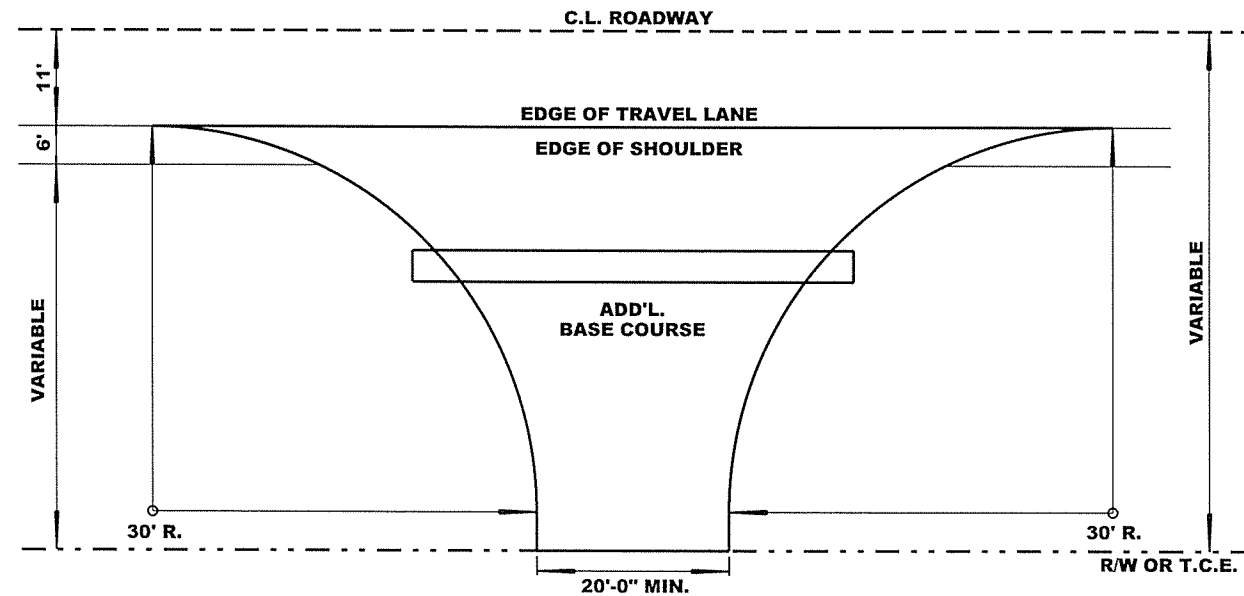 C.L. ROADWAY
11'
EDGE OF TRAVEL LANE
6'
EDGE OF SHOULDER
VARIABLE
VARIABLE
ADD'L.
BASE COURSE
30' R.
30' R.
R/W OR T.C.E.
20'-0" MIN.